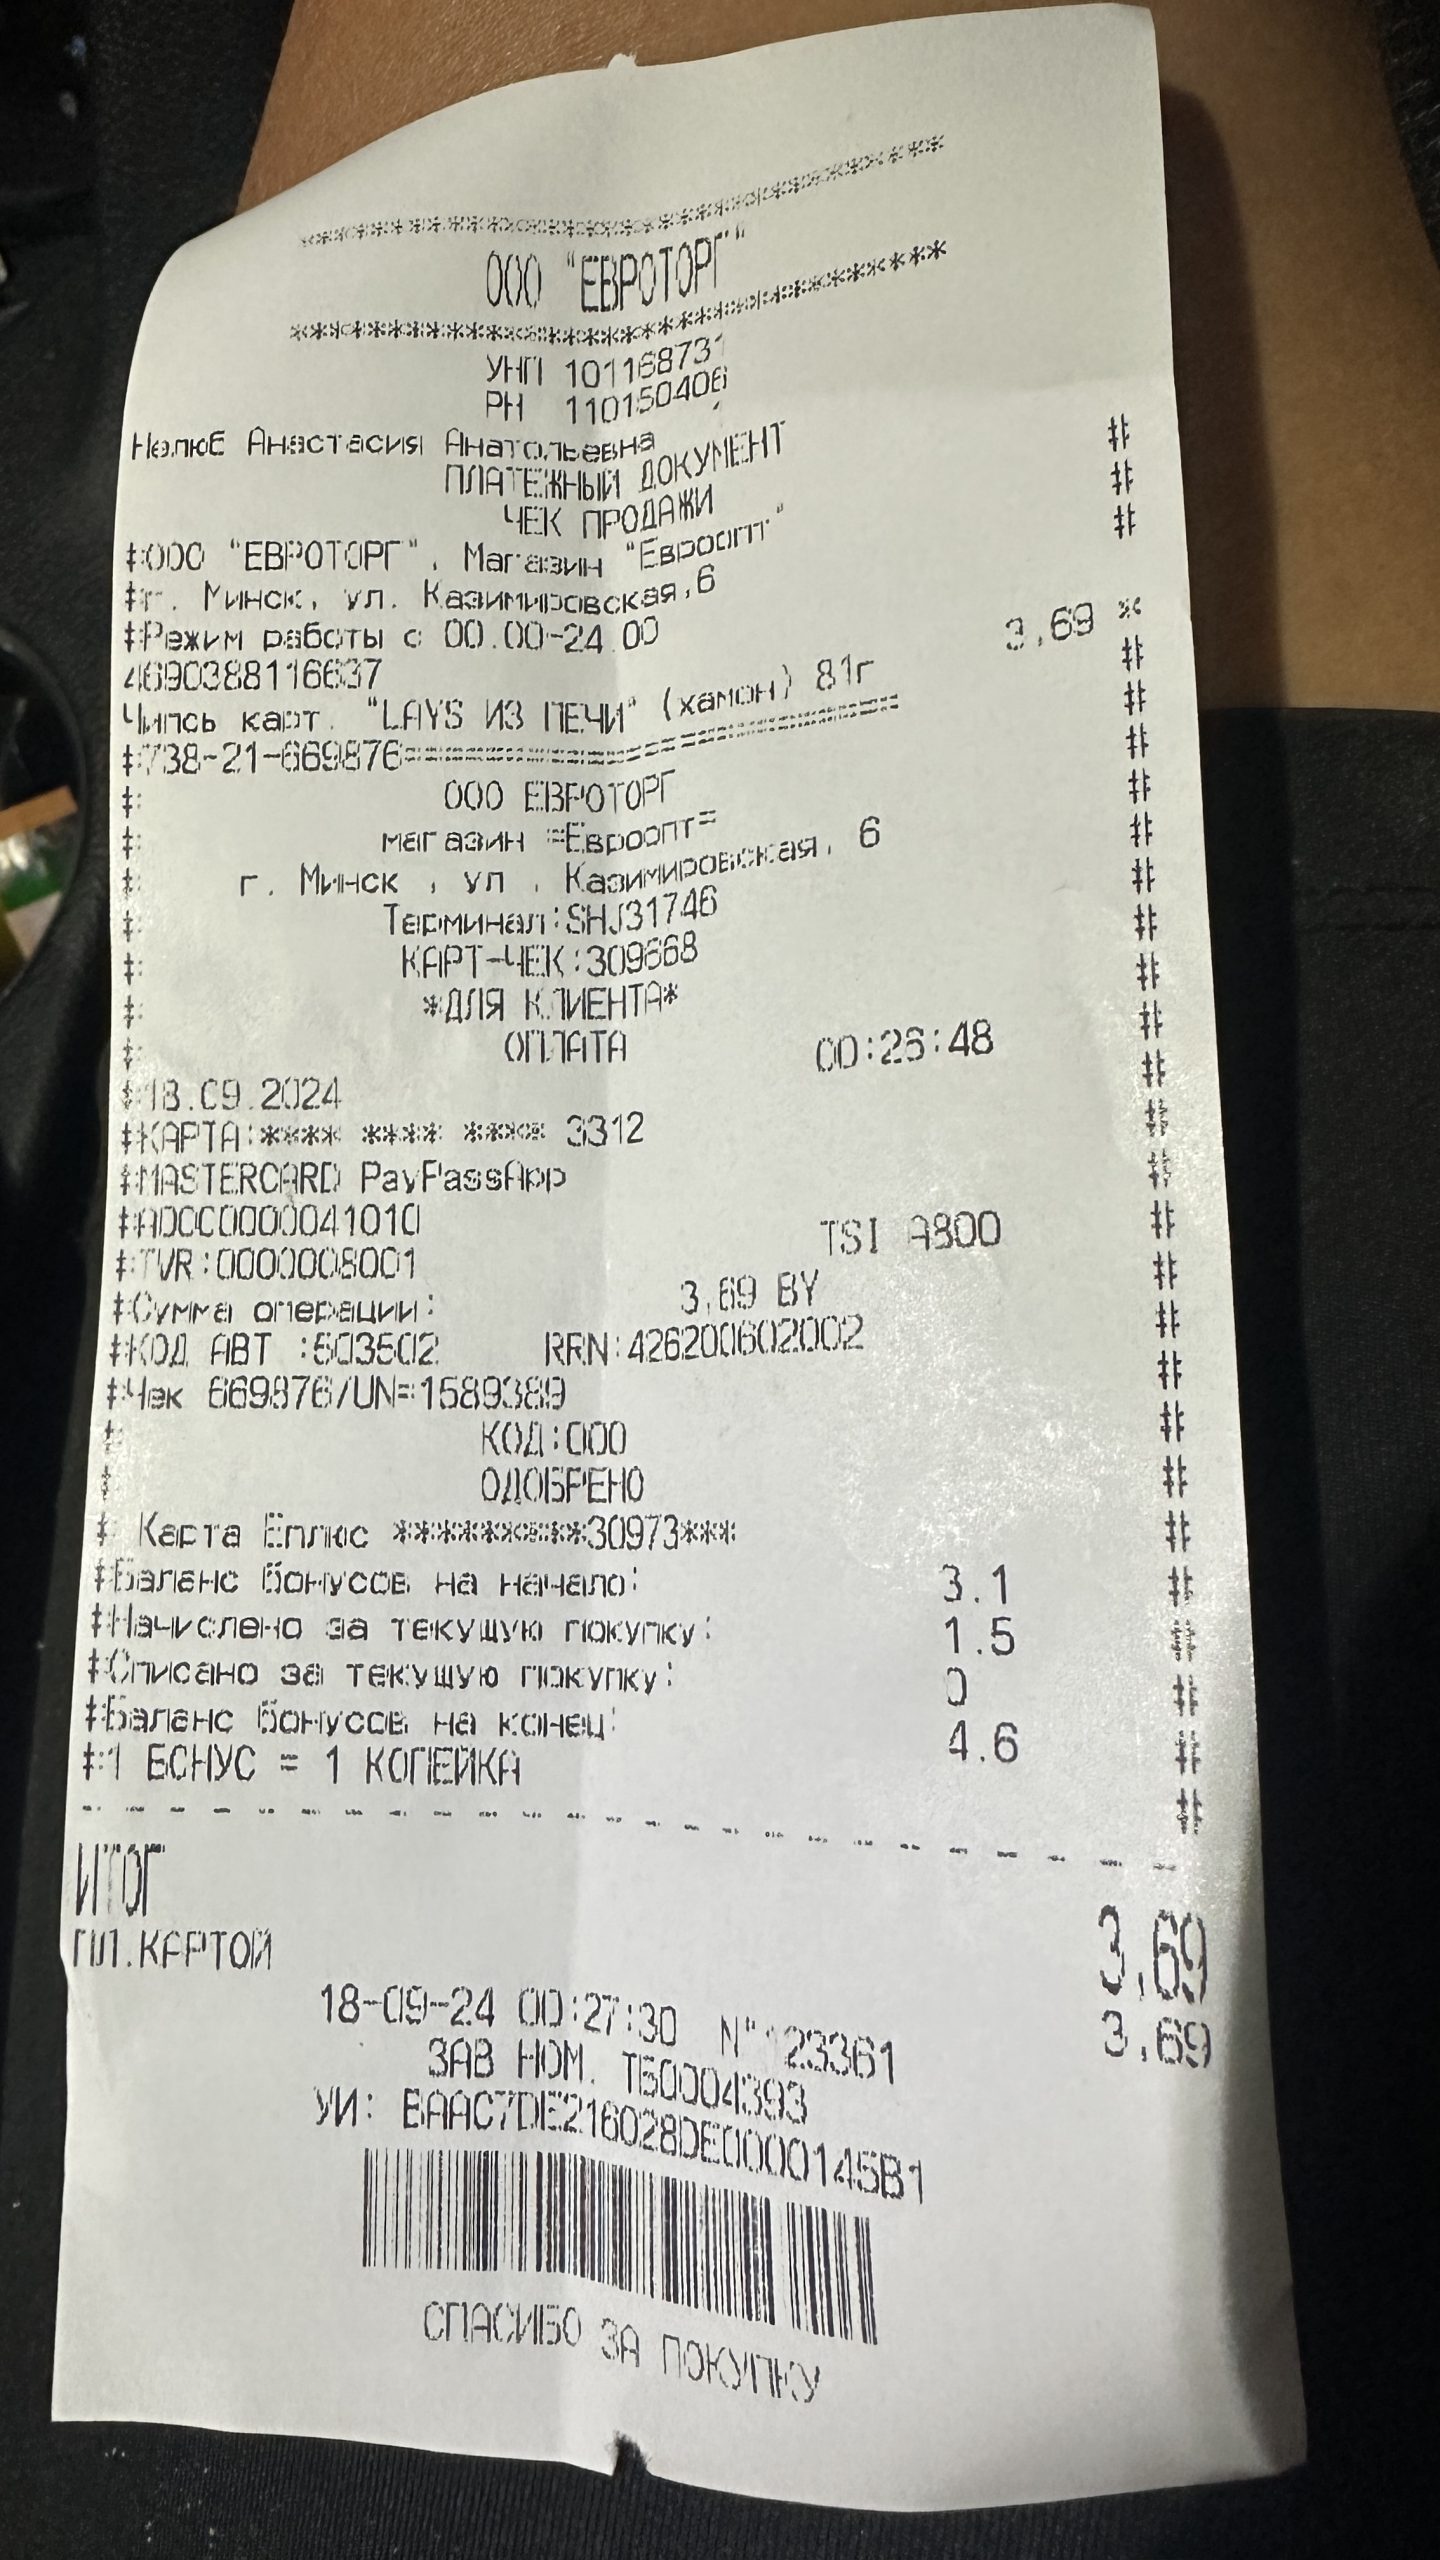 ************************************
ООО "ЕВРОТОРГ"
************************************
УНП 101168731
РН 110150406
Нелюб Анастасия Анатольевна #
ПЛАТЕЖНЫЙ ДОКУМЕНТ #
ЧЕК ПРОДАЖИ #
#ООО "ЕВРОТОРГ", Магазин "Евроопт"
#г. Минск, ул. Казимировская,6
#Режим работы с 00.00-24.00
4690388116637 3,69 *
Чипсы карт. "LAYS ИЗ ПЕЧИ" (хамон) 81г #
#738-21-669876======================== #
# ООО ЕВРОТОРГ #
# магазин =Евроопт= #
# г. Минск , ул . Казимировская, 6 #
# Терминал:SHJ31746 #
# КАРТ-ЧЕК:309668 #
# *ДЛЯ КЛИЕНТА* #
# ОПЛАТА #
#18.09.2024 00:26:48 #
#КАРТА:**** **** **** 3312 #
#MASTERCARD PayPassApp #
#A0000000041010 #
#TVR:0000008001 TSI A800 #
#Сумма операции: 3,69 BY #
#КОД АВТ :503502 RRN:426200602002 #
#Чек 669876/UN=1589389 #
# КОД:000 #
# ОДОБРЕНО #
# Карта Еплюс **********30973*** #
#Баланс бонусов на начало: 3.1 #
#Начислено за текущую покупку: 1.5 #
#Списано за текущую покупку: 0 #
#Баланс бонусов на конец: 4.6 #
#1 БОНУС = 1 КОПЕЙКА #
- - - - - - - - - - - - - - - - - - - - - - - - - -
ИТОГ 3,69
ПЛ.КАРТОЙ 3,69
18-09-24 00:27:30 N°123361
ЗАВ НОМ. ТБ0004393
УИ: BAAC7DE216028DE0000145B1
СПАСИБО ЗА ПОКУПКУ